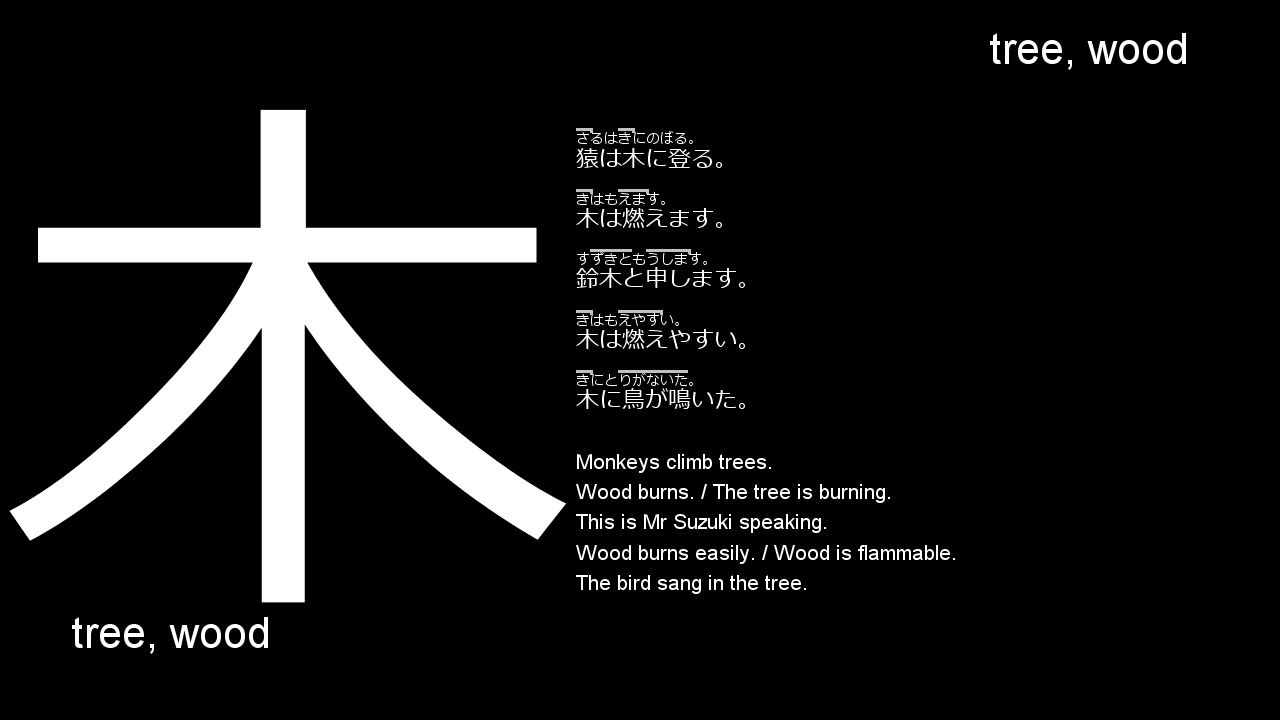 tree, wood
木
さるはきにのぼる。
猿は木に登る。
きはもえます。
木は燃えます。
すずきともうします。
鈴木と申します。
きはもえやすい。
木は燃えやすい。
きにとりがないた。
木に鳥が鳴いた。
Monkeys climb trees.
Wood burns. / The tree is burning.
This is Mr Suzuki speaking.
Wood burns easily. / Wood is flammable.
The bird sang in the tree.
tree, wood